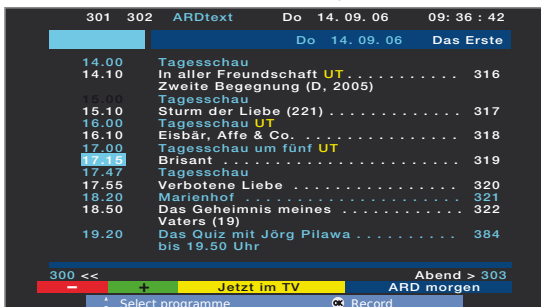 301 302 ARDtext Do 14. 09. 06 09: 36 : 42
Do 14. 09. 06 Das Erste
14.00 Tagesschau
14.10 In aller Freundschaft UT . . . . . . . . . . . 316
Zweite Begegnung (D, 2005)
15.00 Tagesschau
15.10 Sturm der Liebe (221) . . . . . . . . . . . . . 317
16.00 Tagesschau UT
16.10 Eisbär, Affe & Co. . . . . . . . . . . . . . . . . 318
17.00 Tagesschau um fünf UT
17.15 Brisant . . . . . . . . . . . . . . . . . . . . . . . 319
17.47 Tagesschau
17.55 Verbotene Liebe . . . . . . . . . . . . . . . . 320
18.20 Marienhof . . . . . . . . . . . . . . . . . . . . . 321
18.50 Das Geheimnis meines . . . . . . . . . . . 322
Vaters (19)
19.20 Das Quiz mit Jörg Pilawa . . . . . . . . . . 384
bis 19.50 Uhr
300 << Abend > 303
– + Jetzt im TV ARD morgen
Select programme OK Record